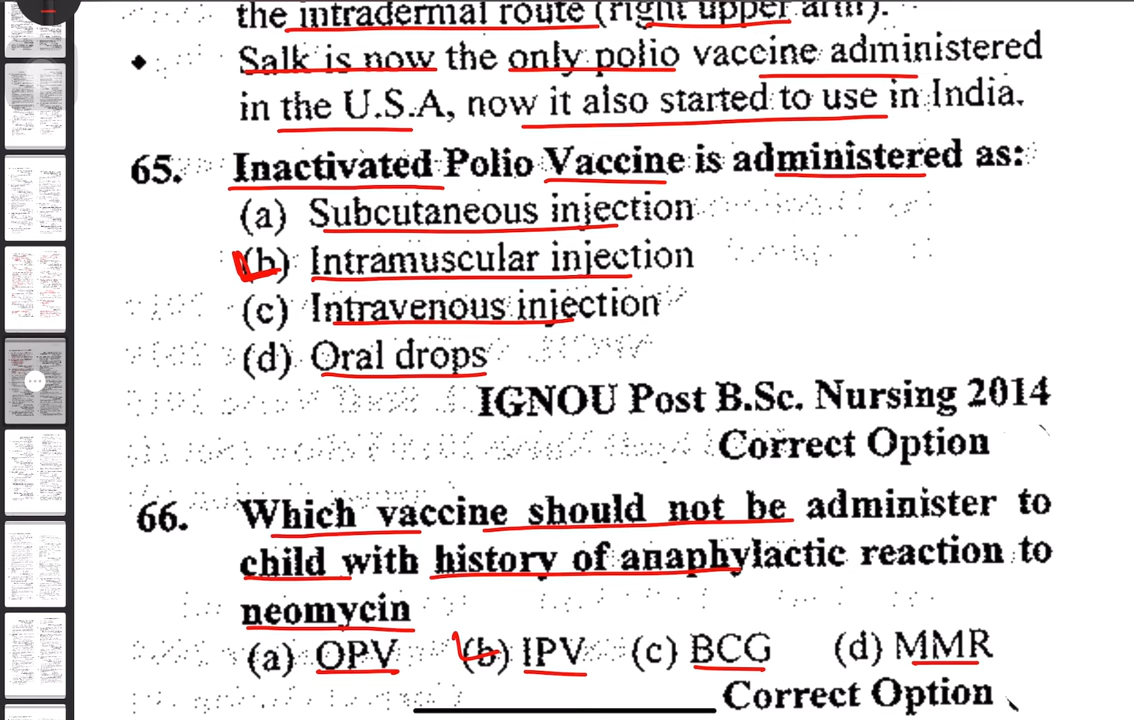 the intradermal route (right upper arm).
◆ Salk is now the only polio vaccine administered
in the U.S.A, now it also started to use in India.
65. Inactivated Polio Vaccine is administered as:
(a) Subcutaneous injection
(b) Intramuscular injection
(c) Intravenous injection
(d) Oral drops
IGNOU Post B.Sc. Nursing 2014
Correct Option
66. Which vaccine should not be administer to
child with history of anaphylactic reaction to
neomycin
(a) OPV (b) IPV (c) BCG (d) MMR
Correct Option